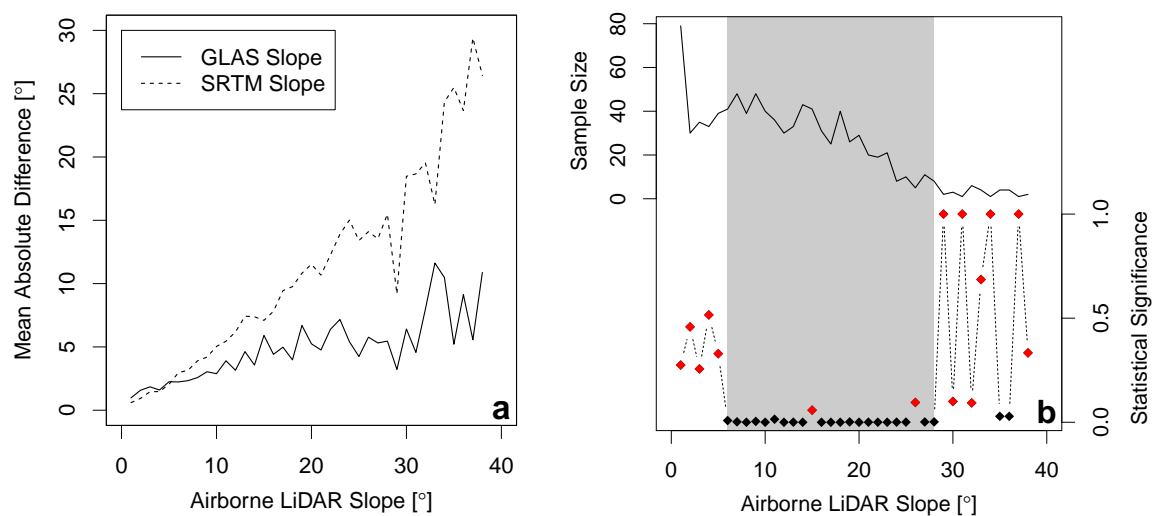 Mean Absolute Difference [°]
30
25
20
15
10
5
0
GLAS Slope
SRTM Slope
a
0 10 20 30 40
Airborne LiDAR Slope [°]
Sample Size
80
60
40
20
0
1.0
0.5
0.0
Statistical Significance
b
0 10 20 30 40
Airborne LiDAR Slope [°]